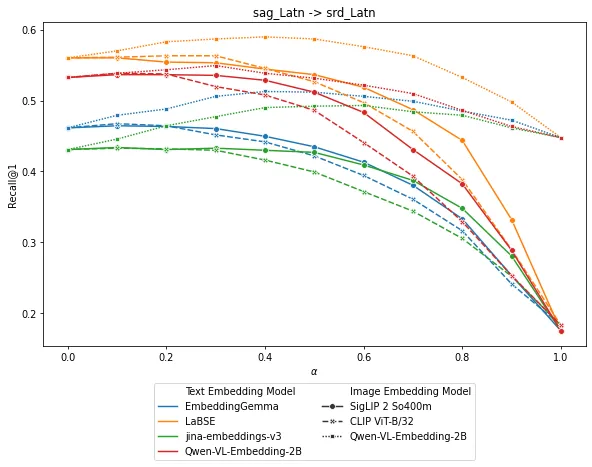 sag_Latn -> srd_Latn
0.6
0.5
0.4
0.3
0.2
Recall@1
0.0 0.2 0.4 0.6 0.8 1.0
α
Text Embedding Model Image Embedding Model
EmbeddingGemma SigLIP 2 So400m
LaBSE CLIP ViT-B/32
jina-embeddings-v3 Qwen-VL-Embedding-2B
Qwen-VL-Embedding-2B